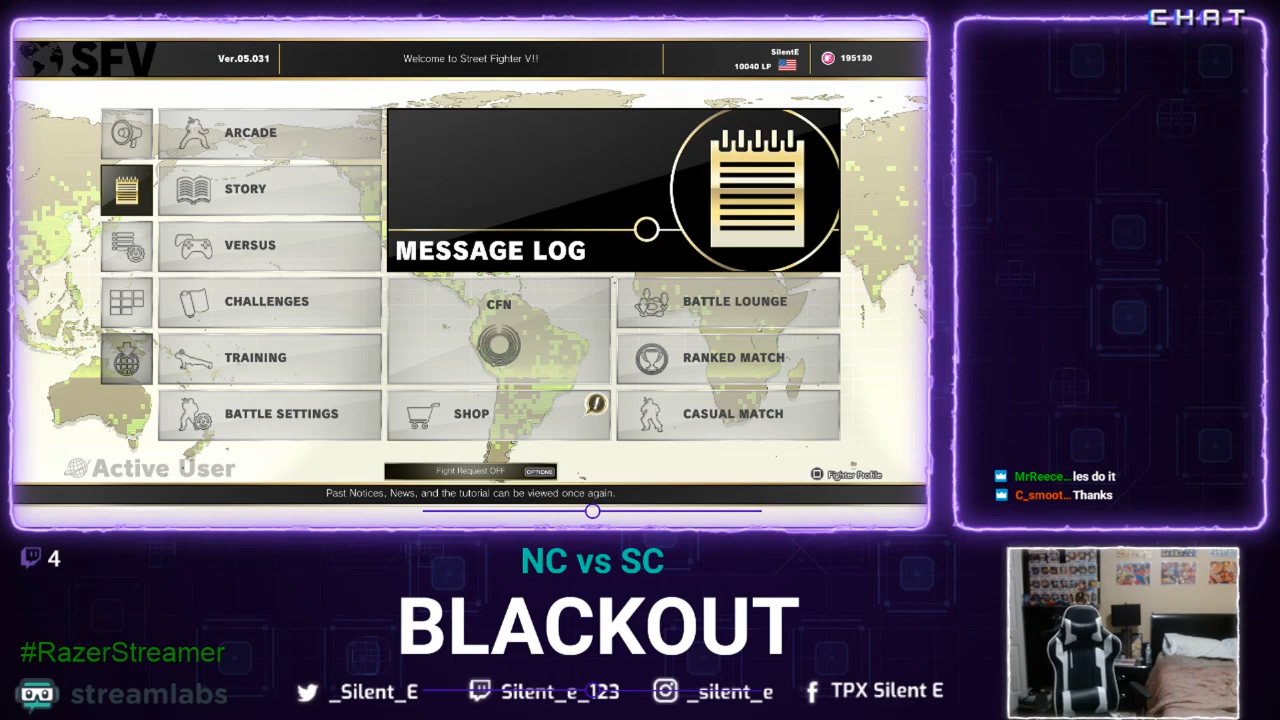 CHAT
SFV
Ver.05.031
Welcome to Street Fighter V!!
SilentE
10040 LP
195130
ARCADE
STORY
VERSUS
CHALLENGES
TRAINING
BATTLE SETTINGS
MESSAGE LOG
CFN
SHOP
BATTLE LOUNGE
RANKED MATCH
CASUAL MATCH
Active User
Fight Request OFF OPTIONS
Fighter Profile
Past Notices, News, and the tutorial can be viewed once again.
MrReece... les do it
C_smoot... Thanks
4
NC vs SC
BLACKOUT
#RazerStreamer
streamlabs
_Silent_E
Silent_e_123
_silent_e
TPX Silent E